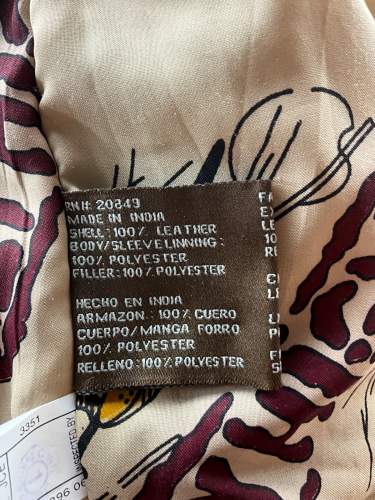 RN# 20849
MADE IN INDIA
SHELL:100% LEATHER
BODY/SLEEVE LINNING:
100% POLYESTER
FILLER:100% POLYESTER
HECHO EN INDIA
ARMAZON:100% CUERO
CUERPO/MANGA FORRO
100% POLYESTER
RELLENO:100% POLYESTER
3351